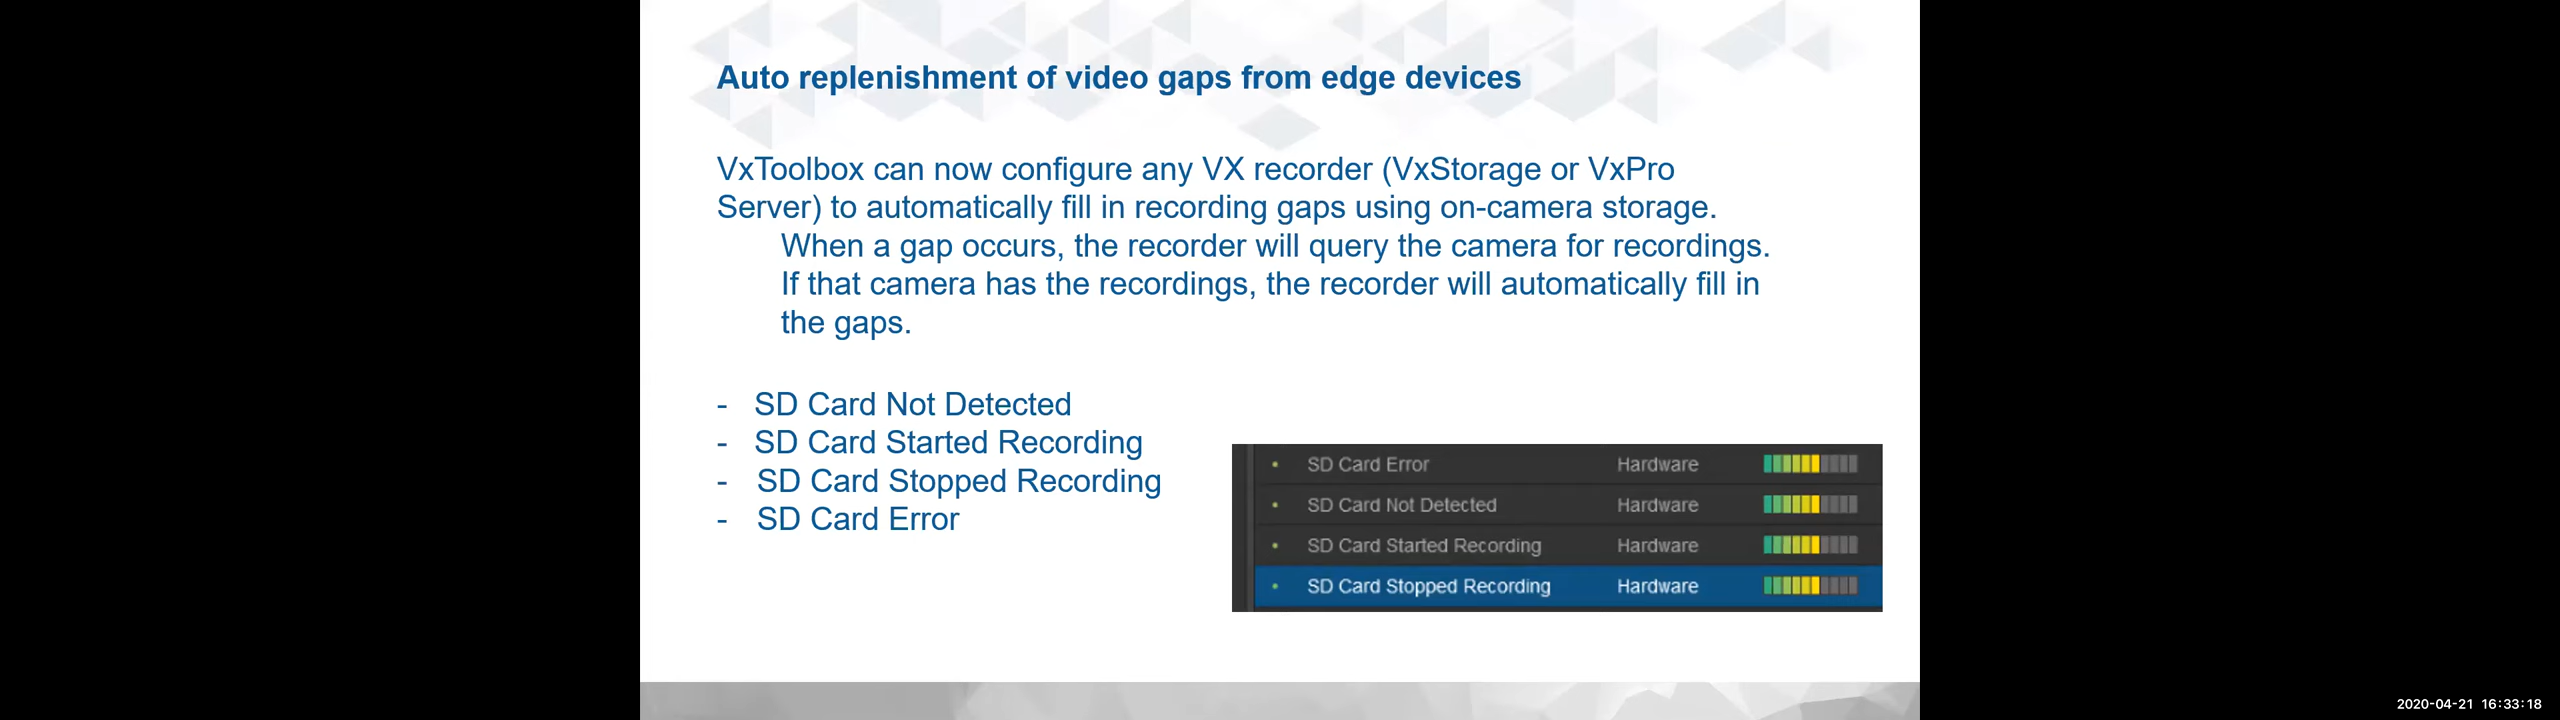 Auto replenishment of video gaps from edge devices
VxToolbox can now configure any VX recorder (VxStorage or VxPro
Server) to automatically fill in recording gaps using on-camera storage.
When a gap occurs, the recorder will query the camera for recordings.
If that camera has the recordings, the recorder will automatically fill in
the gaps.
- SD Card Not Detected
- SD Card Started Recording
- SD Card Stopped Recording
- SD Card Error
SD Card Error Hardware
SD Card Not Detected Hardware
SD Card Started Recording Hardware
SD Card Stopped Recording Hardware
2020-04-21 16:33:18